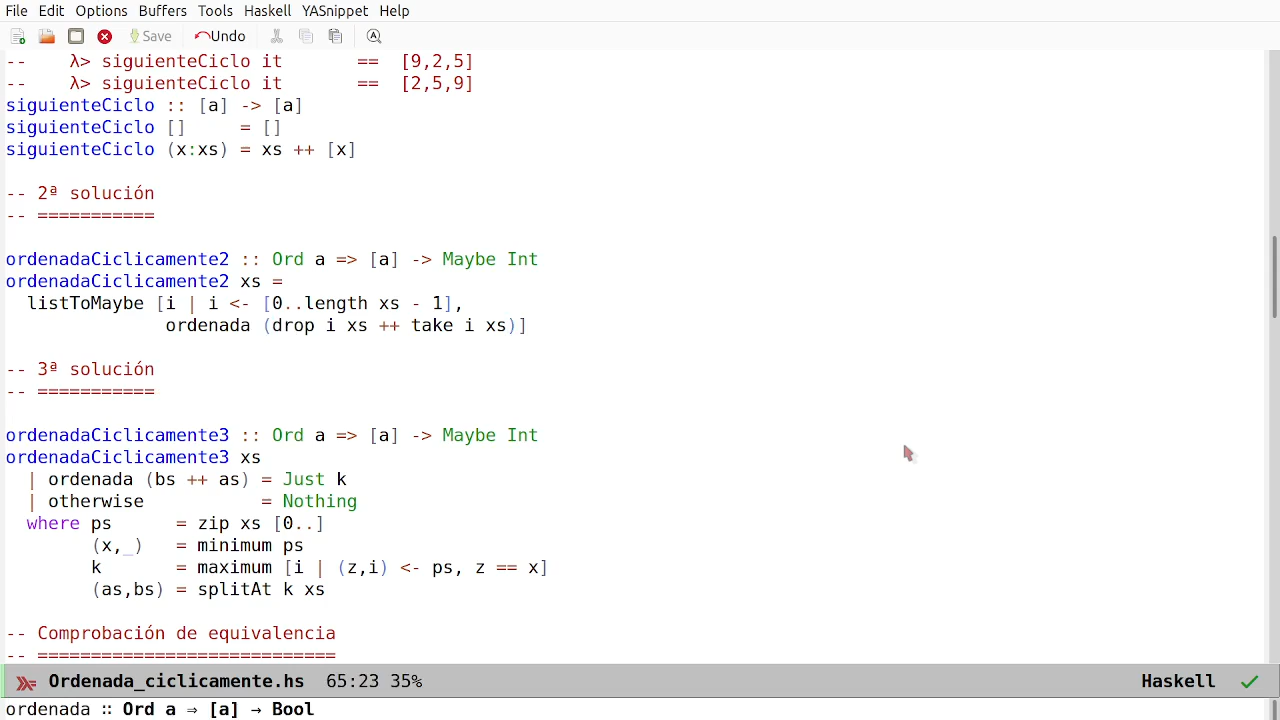 File Edit Options Buffers Tools Haskell YASnippet Help
Save Undo
--    λ> siguienteCiclo it       ==  [9,2,5]
--    λ> siguienteCiclo it       ==  [2,5,9]
siguienteCiclo :: [a] -> [a]
siguienteCiclo []     = []
siguienteCiclo (x:xs) = xs ++ [x]
-- 2ª solución
-- ===========
ordenadaCiclicamente2 :: Ord a => [a] -> Maybe Int
ordenadaCiclicamente2 xs =
  listToMaybe [i | i <- [0..length xs - 1],
               ordenada (drop i xs ++ take i xs)]
-- 3ª solución
-- ===========
ordenadaCiclicamente3 :: Ord a => [a] -> Maybe Int
ordenadaCiclicamente3 xs
  | ordenada (bs ++ as) = Just k
  | otherwise           = Nothing
  where ps      = zip xs [0..]
        (x,_)   = minimum ps
        k       = maximum [i | (z,i) <- ps, z == x]
        (as,bs) = splitAt k xs
-- Comprobación de equivalencia
-- ============================
Ordenada_ciclicamente.hs  65:23 35%  Haskell
ordenada :: Ord a ⇒ [a] → Bool